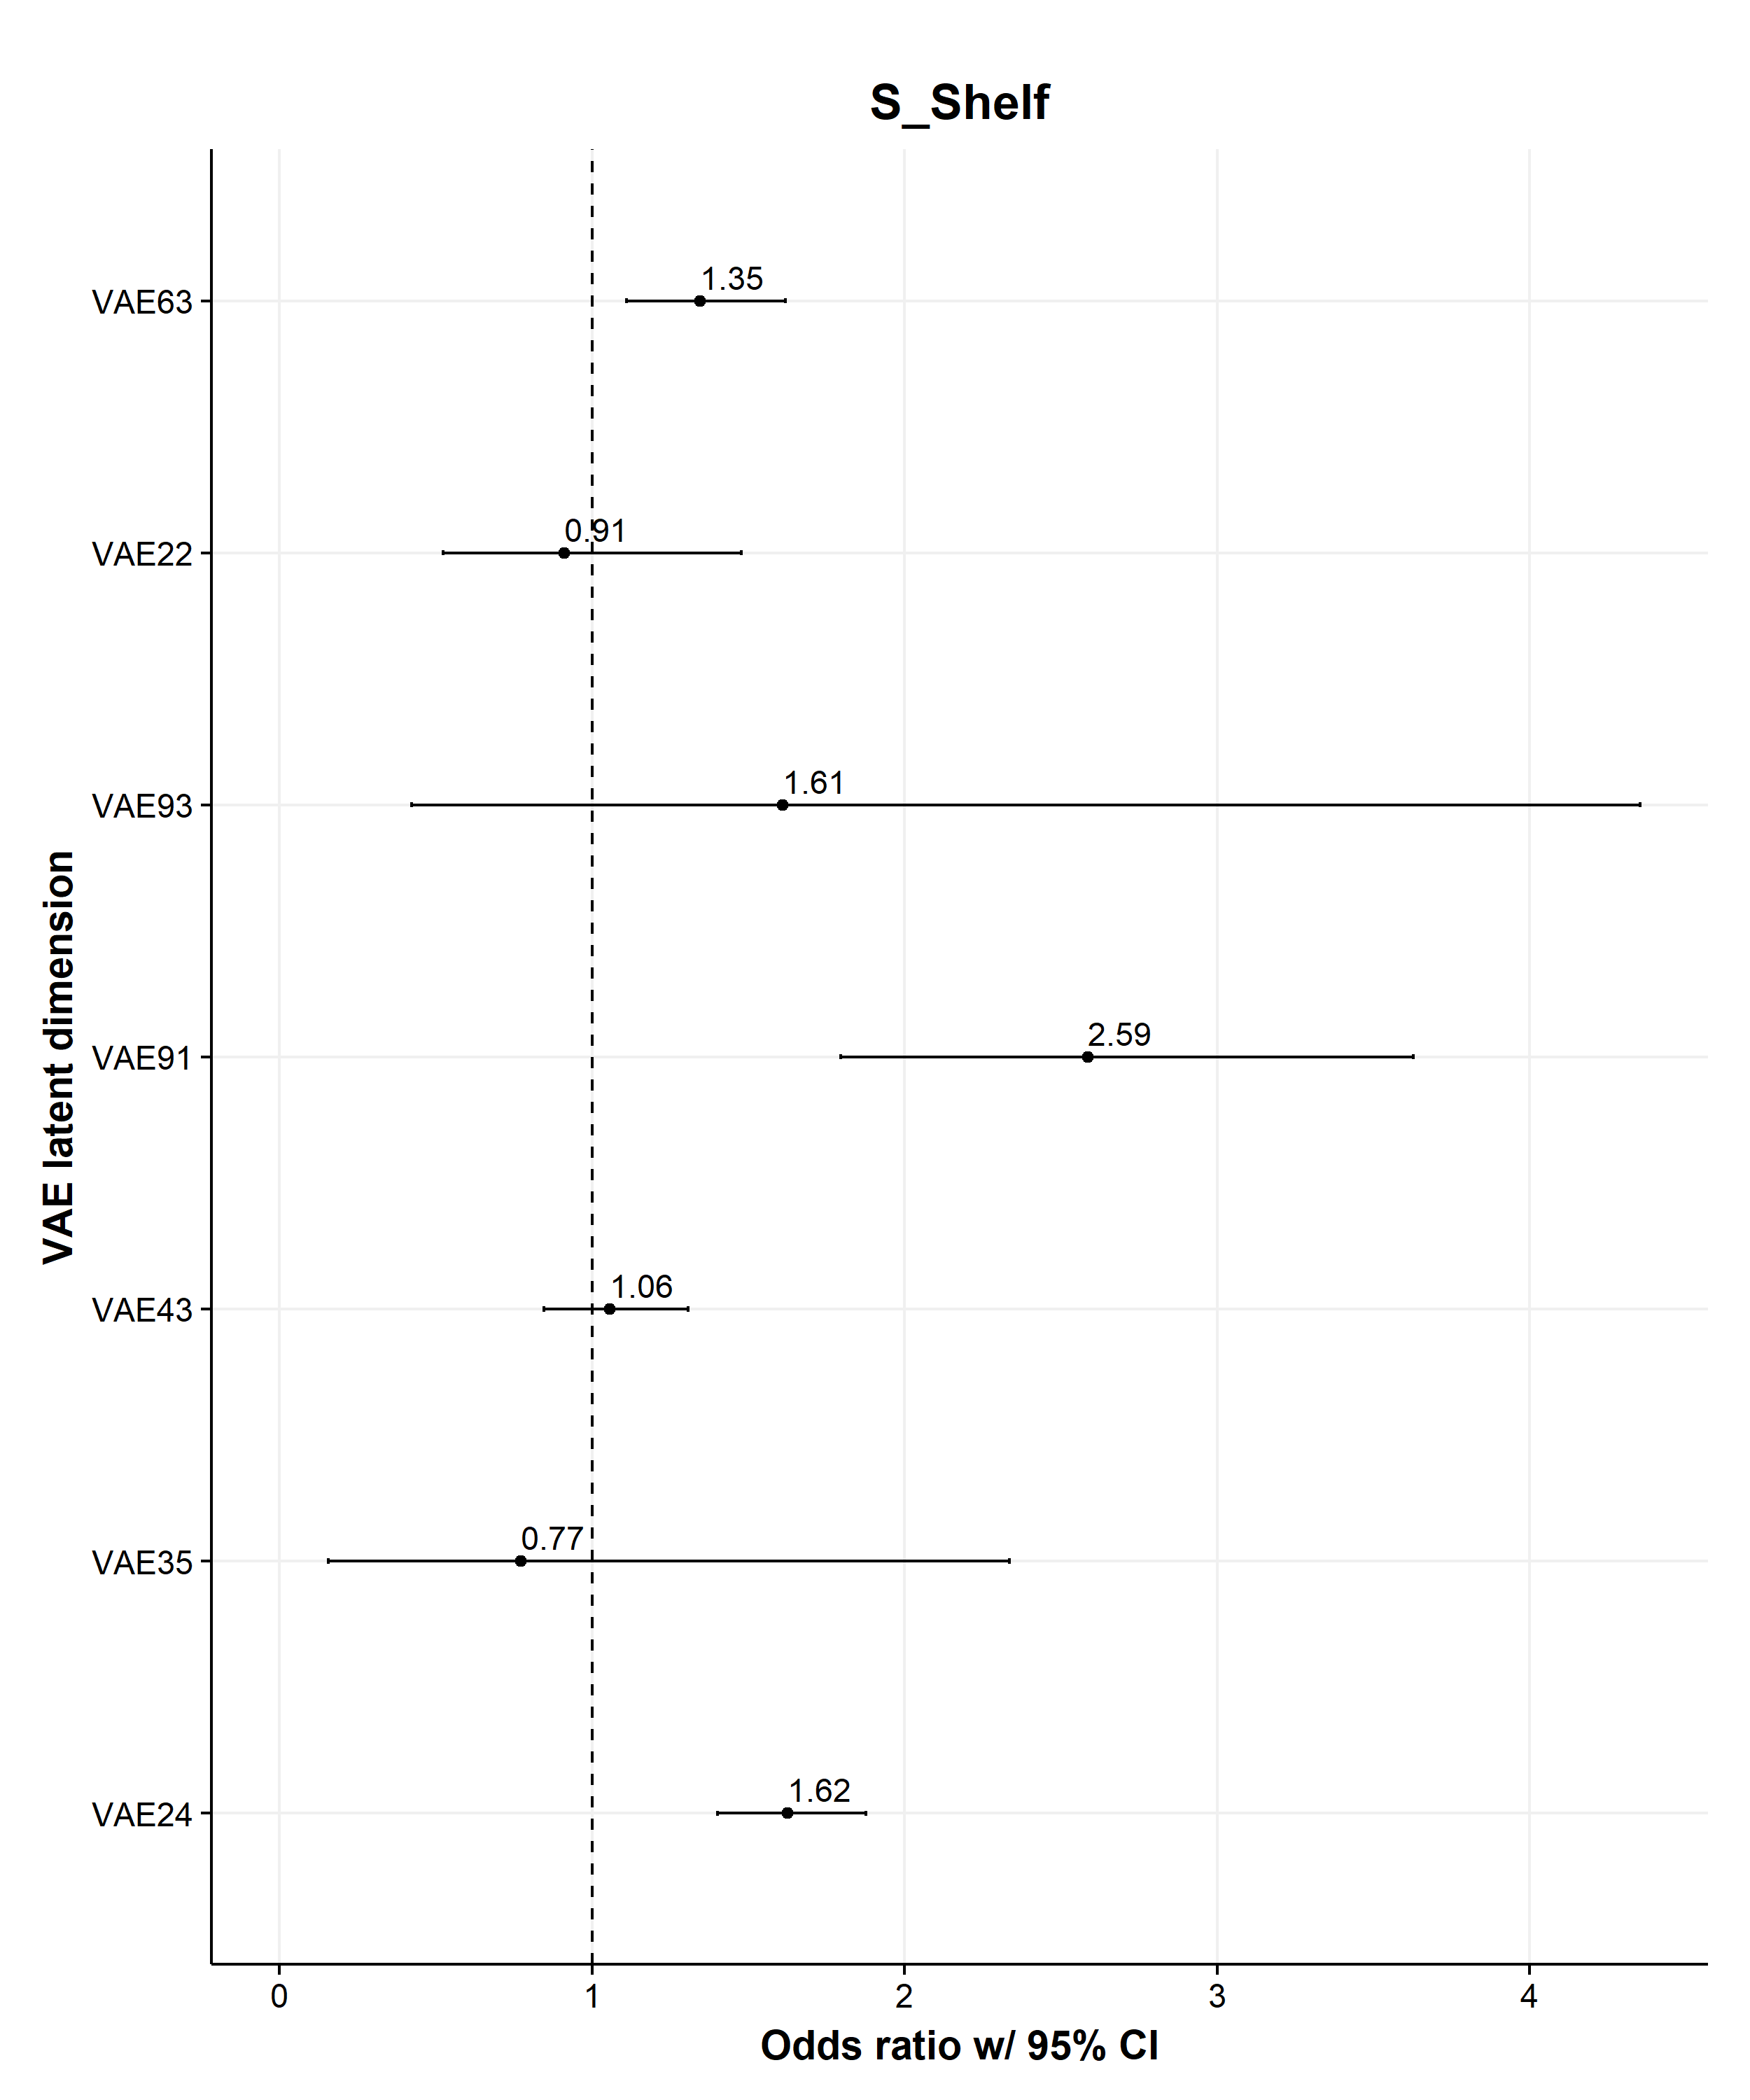 S_Shelf
VAE latent dimension
VAE63
1.35
VAE22
0.91
VAE93
1.61
VAE91
2.59
VAE43
1.06
VAE35
0.77
VAE24
1.62
0 1 2 3 4
Odds ratio w/ 95% CI